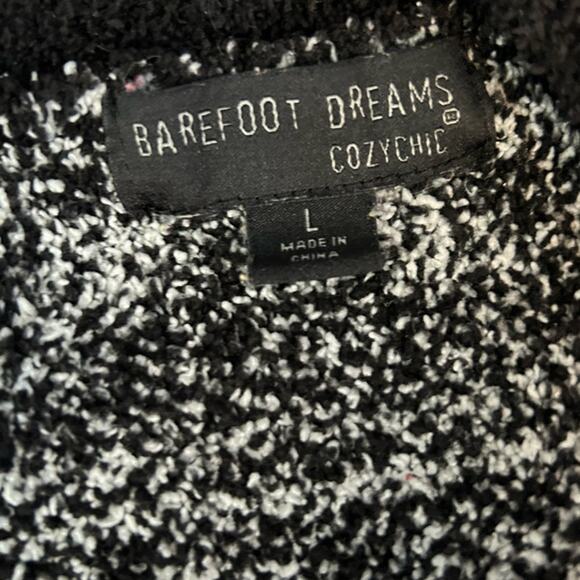 BAREFOOT DREAMS
COZYCHIC
L
MADE IN
CHINA